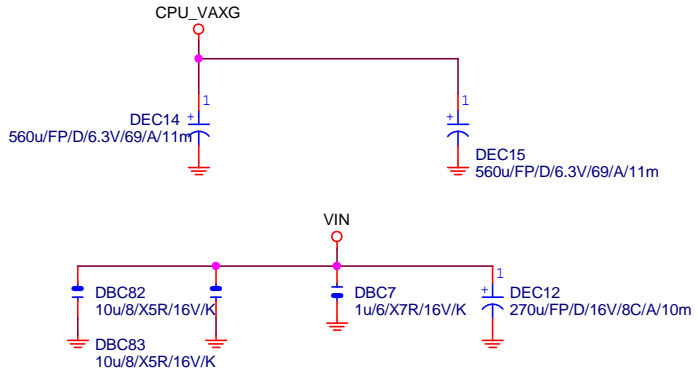 CPU_VAXG
1
1
+
+
DEC14
560u/FP/D/6.3V/69/A/11m
DEC15
560u/FP/D/6.3V/69/A/11m
VIN
1
+
DBC82
10u/8/X5R/16V/K
DBC7
1u/6/X7R/16V/K
DEC12
270u/FP/D/16V/8C/A/10m
DBC83
10u/8/X5R/16V/K